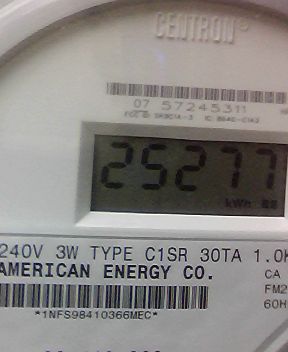 CENTRON®
07 57245311
25277
kWh 88
240V 3W TYPE C1SR 30TA 1.0K
AMERICAN ENERGY CO.
CA
FM2
60H
*1NFS98410366MEC*